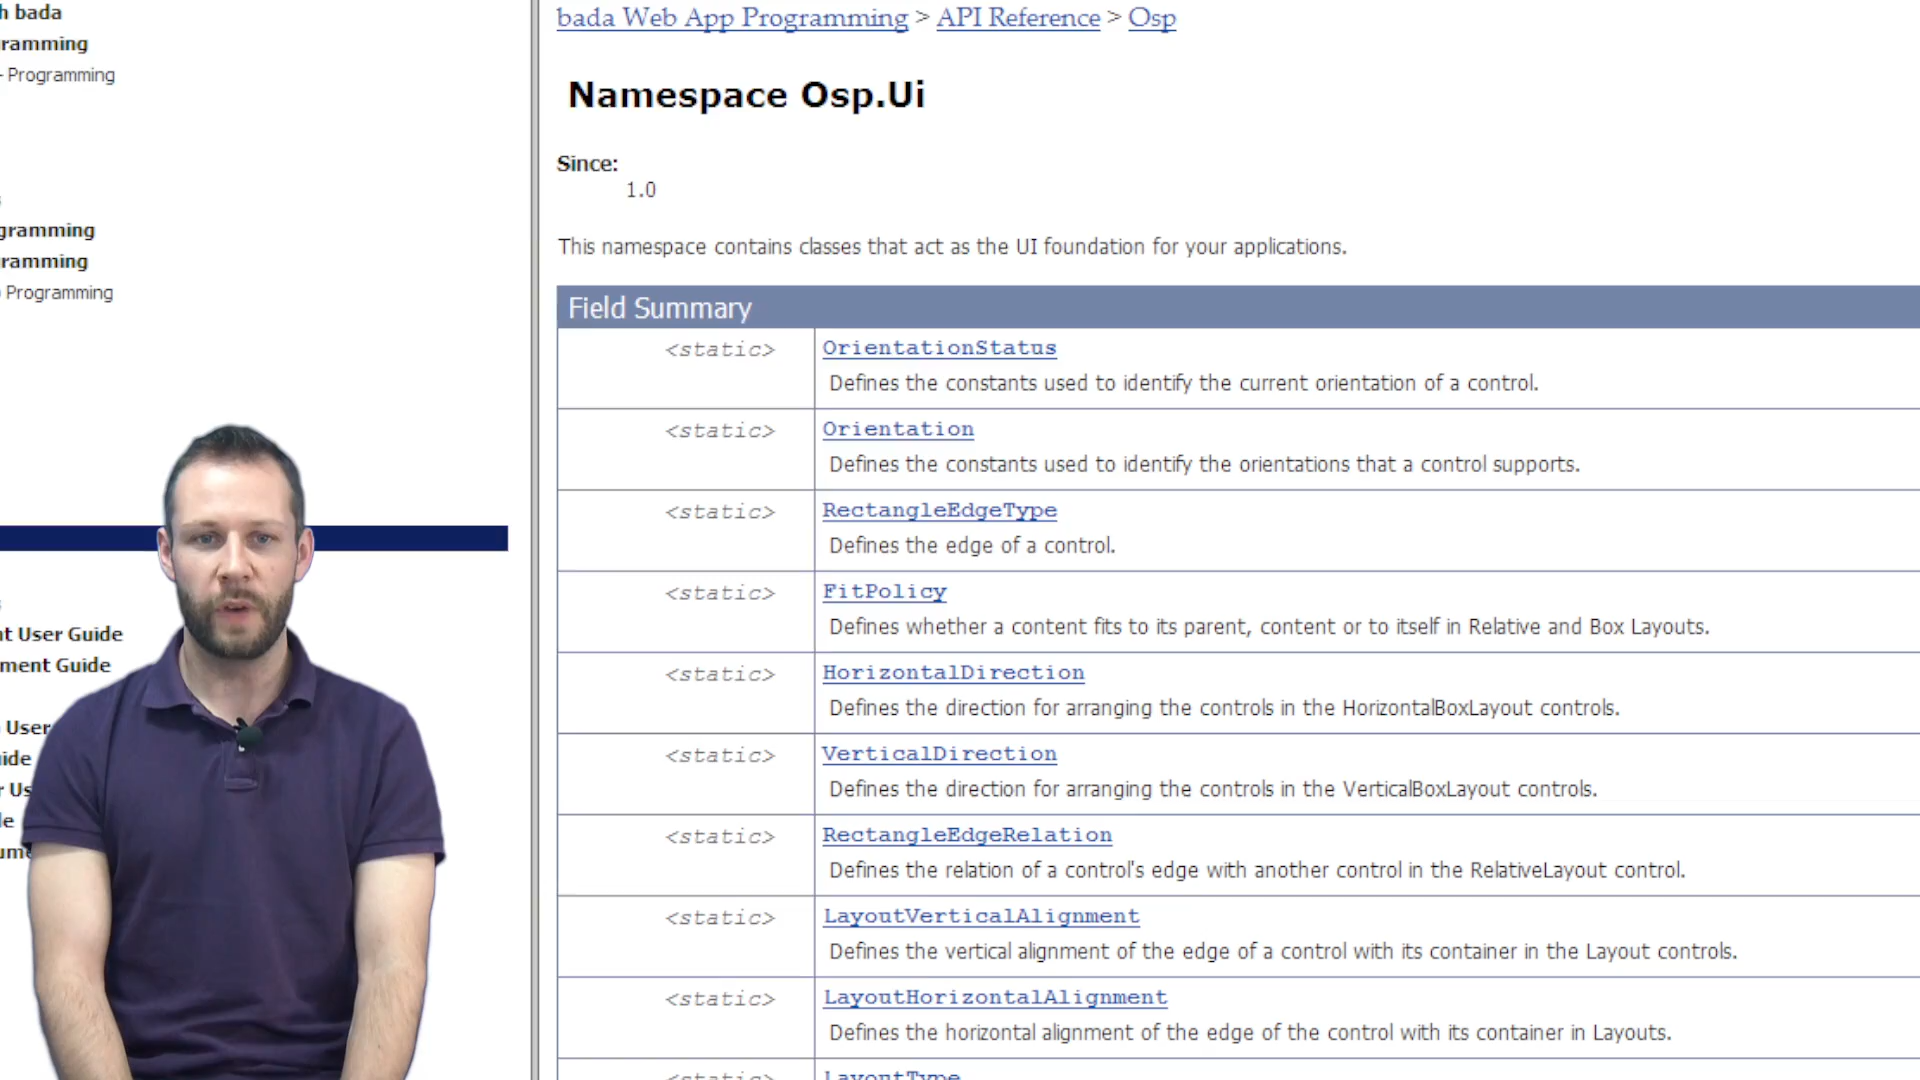 h bada
ramming
- Programming
gramming
ramming
Programming
nt User Guide
ment Guide
User
ide
r Us
le
ume
bada Web App Programming > API Reference > Osp
Namespace Osp.Ui
Since:
1.0
This namespace contains classes that act as the UI foundation for your applications.
Field Summary
<static> OrientationStatus
Defines the constants used to identify the current orientation of a control.
<static> Orientation
Defines the constants used to identify the orientations that a control supports.
<static> RectangleEdgeType
Defines the edge of a control.
<static> FitPolicy
Defines whether a content fits to its parent, content or to itself in Relative and Box Layouts.
<static> HorizontalDirection
Defines the direction for arranging the controls in the HorizontalBoxLayout controls.
<static> VerticalDirection
Defines the direction for arranging the controls in the VerticalBoxLayout controls.
<static> RectangleEdgeRelation
Defines the relation of a control's edge with another control in the RelativeLayout control.
<static> LayoutVerticalAlignment
Defines the vertical alignment of the edge of a control with its container in the Layout controls.
<static> LayoutHorizontalAlignment
Defines the horizontal alignment of the edge of the control with its container in Layouts.
<static> LayoutType